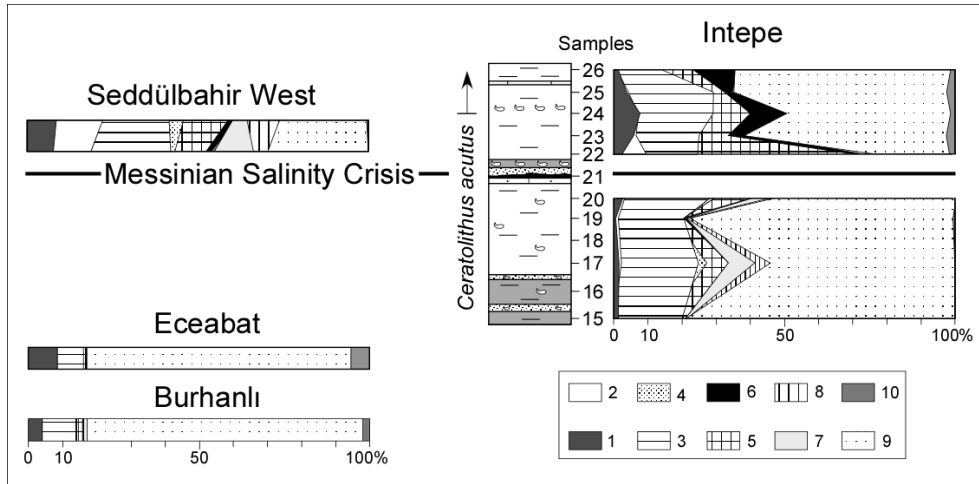 Samples
Intepe
Seddülbahir West
Messinian Salinity Crisis
Ceratolithus acutus
26
25
24
23
22
21
20
19
18
17
16
15
0 10 50 100%
Eceabat
Burhanlı
0 10 50 100%
2 4 6 8 10
1 3 5 7 9